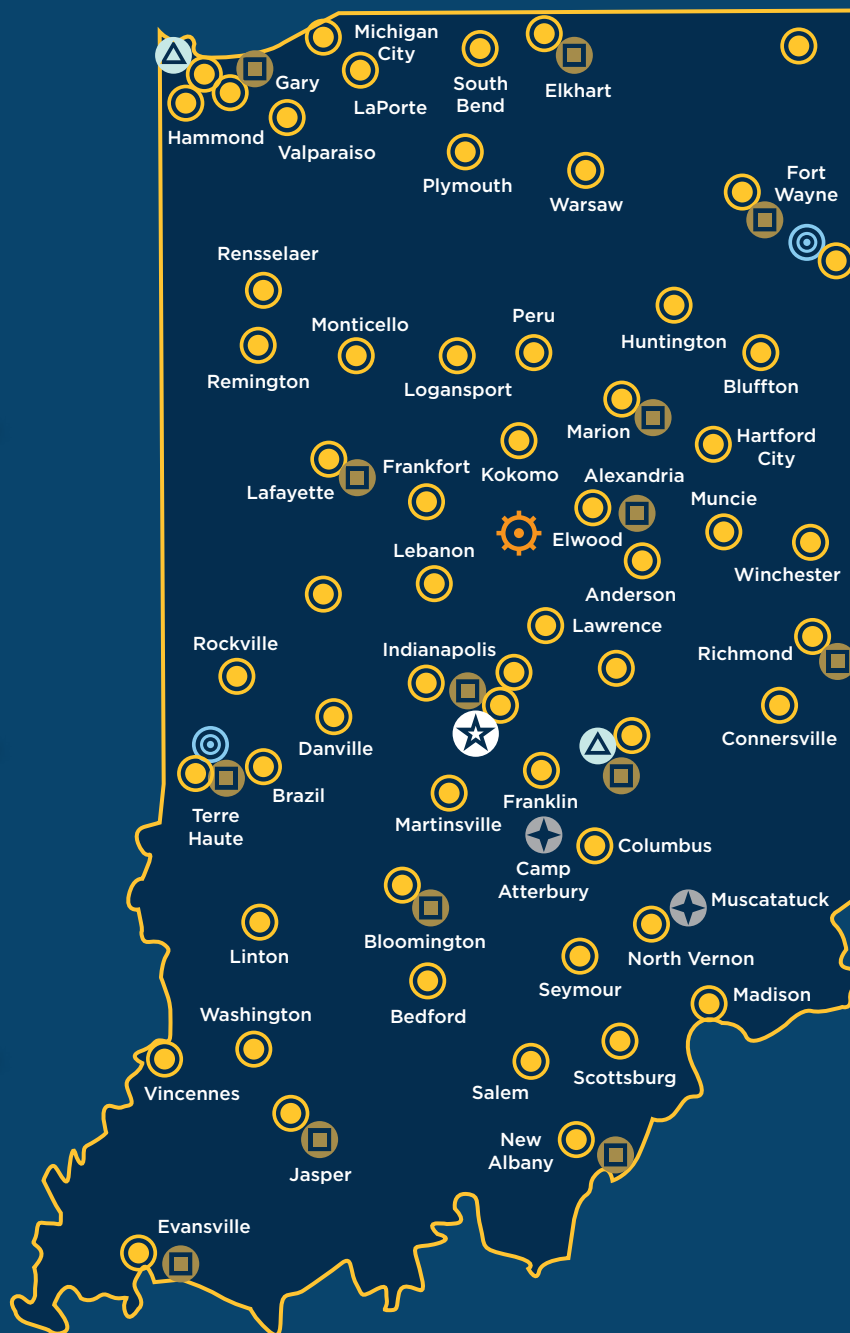 Michigan
City
Gary
South
Bend
Elkhart
LaPorte
Hammond
Valparaiso
Plymouth
Warsaw
Fort
Wayne
Rensselaer
Monticello
Peru
Huntington
Remington
Logansport
Bluffton
Marion
Hartford
City
Frankfort
Kokomo
Alexandria
Lafayette
Muncie
Lebanon
Elwood
Winchester
Anderson
Rockville
Indianapolis
Lawrence
Richmond
Danville
Connersville
Brazil
Franklin
Terre
Haute
Martinsville
Columbus
Camp
Atterbury
Muscatatuck
Bloomington
Linton
North Vernon
Seymour
Madison
Washington
Bedford
Vincennes
Salem
Scottsburg
New
Albany
Jasper
Evansville